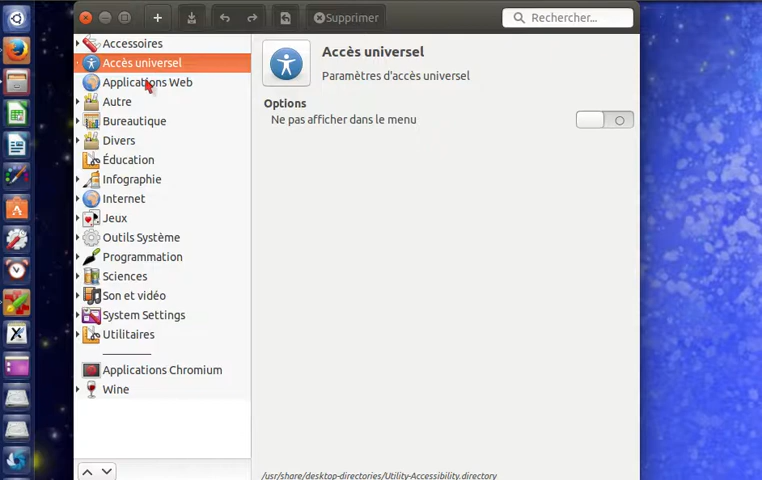 Supprimer
Rechercher...
Accessoires
Accès universel
Applications Web
Autre
Bureautique
Divers
Éducation
Infographie
Internet
Jeux
Outils Système
Programmation
Sciences
Son et vidéo
System Settings
Utilitaires
Applications Chromium
Wine
Accès universel
Paramètres d'accès universel
Options
Ne pas afficher dans le menu
/usr/share/desktop-directories/Utility-Accessibility.directory